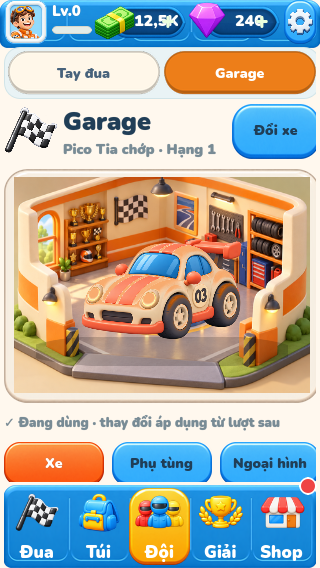 Lv.0
12,5K
240+
Tay đua
Garage
Garage
Pico Tia chớp · Hạng 1
Đổi xe
03
✓ Đang dùng · thay đổi áp dụng từ lượt sau
Xe
Phụ tùng
Ngoại hình
Đua
Túi
Đội
Giải
Shop